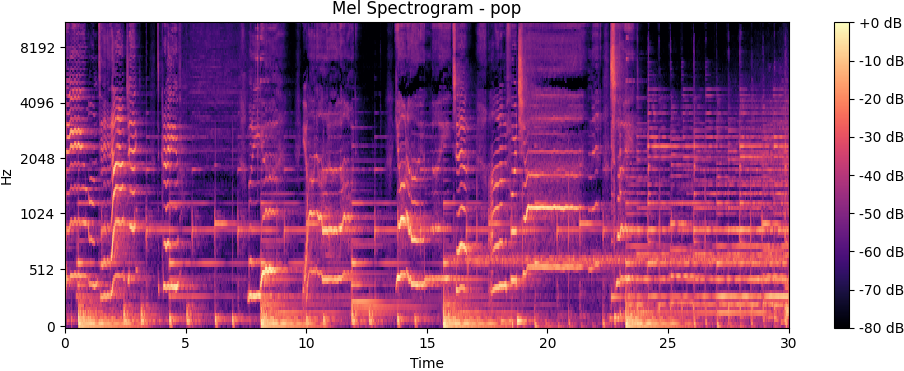 Mel Spectrogram - pop
Hz
8192
4096
2048
1024
512
0
0 5 10 15 20 25 30
Time
+0 dB
-10 dB
-20 dB
-30 dB
-40 dB
-50 dB
-60 dB
-70 dB
-80 dB